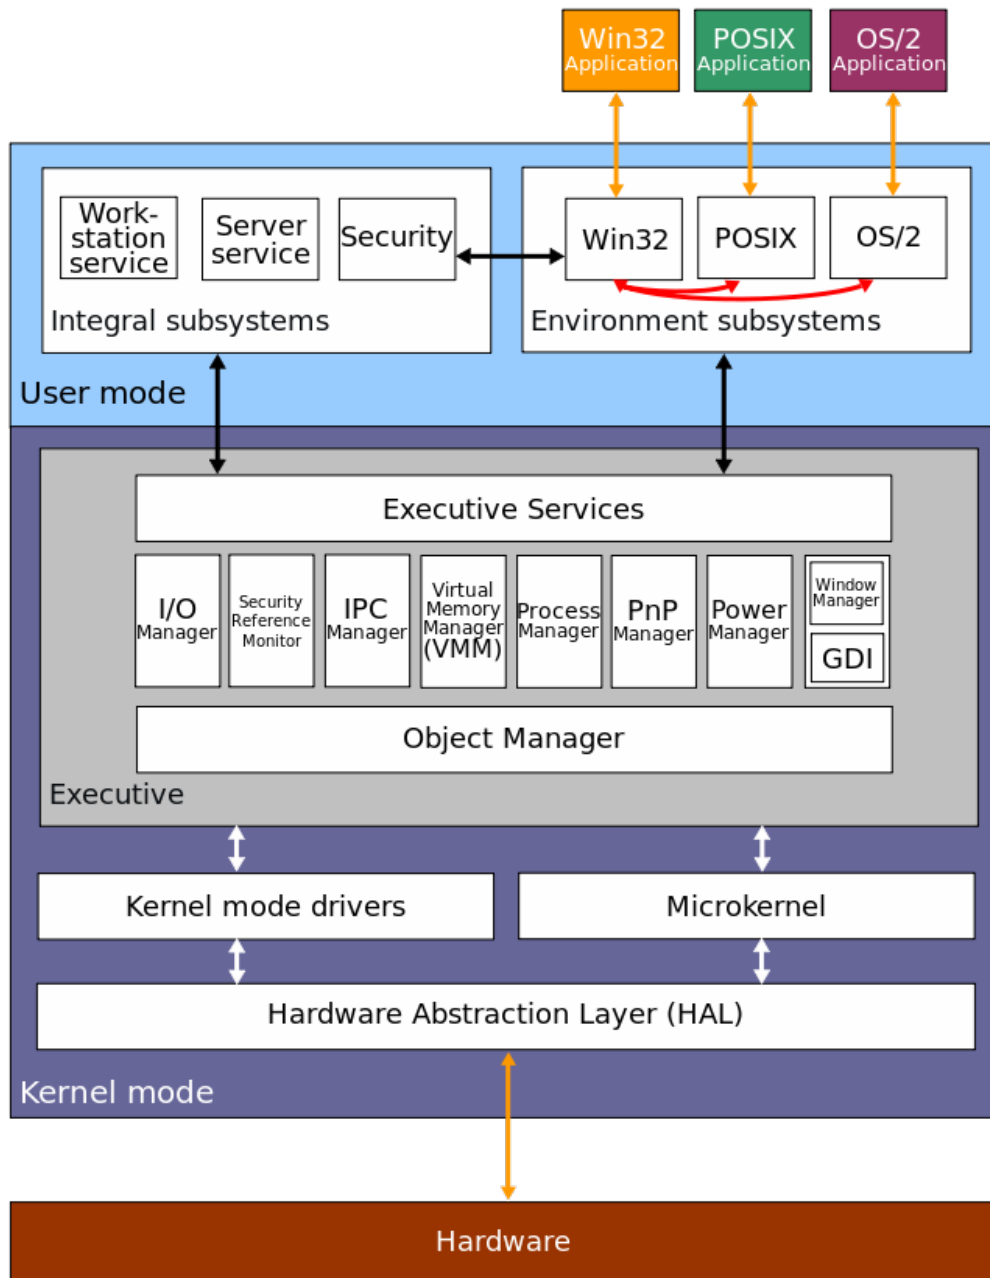 Win32
Application
POSIX
Application
OS/2
Application
Work-
station
service
Server
service
Security
Integral subsystems
Win32
POSIX
OS/2
Environment subsystems
User mode
Executive Services
I/O
Manager
Security
Reference
Monitor
IPC
Manager
Virtual
Memory
Manager
(VMM)
Process
Manager
PnP
Manager
Power
Manager
Window
Manager
GDI
Object Manager
Executive
Kernel mode drivers
Microkernel
Hardware Abstraction Layer (HAL)
Kernel mode
Hardware